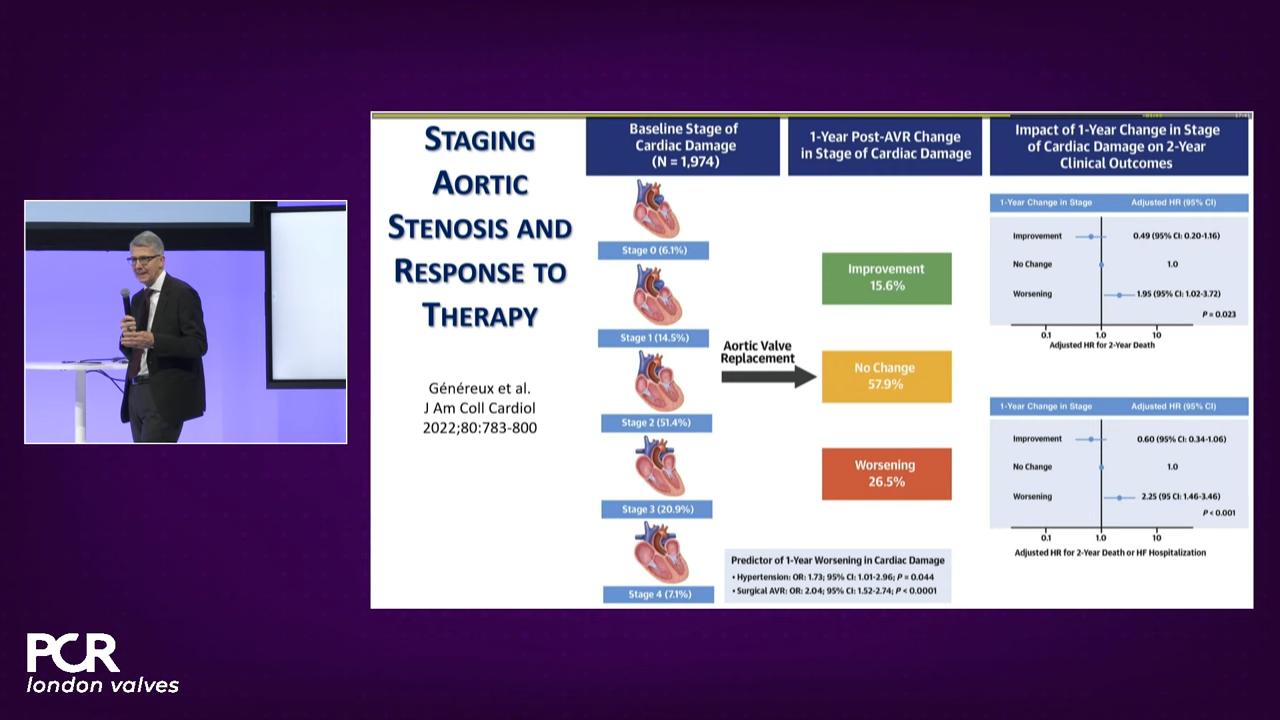 STAGING
AORTIC
STENOSIS AND
RESPONSE TO
THERAPY
Généreux et al.
J Am Coll Cardiol
2022;80:783-800
Baseline Stage of
Cardiac Damage
(N = 1,974)
Stage 0 (6.1%)
Stage 1 (14.5%)
Stage 2 (51.4%)
Stage 3 (20.9%)
Stage 4 (7.1%)
Aortic Valve
Replacement
1-Year Post-AVR Change
in Stage of Cardiac Damage
Improvement
15.6%
No Change
57.9%
Worsening
26.5%
Predictor of 1-Year Worsening in Cardiac Damage
• Hypertension: OR: 1.73; 95% CI: 1.01-2.96; P = 0.044
• Surgical AVR: OR: 2.04; 95% CI: 1.52-2.74; P < 0.0001
Impact of 1-Year Change in Stage
of Cardiac Damage on 2-Year
Clinical Outcomes
1-Year Change in Stage Adjusted HR (95% CI)
Improvement 0.49 (95% CI: 0.20-1.16)
No Change 1.0
Worsening 1.95 (95% CI: 1.02-3.72)
P = 0.023
0.1 1.0 10
Adjusted HR for 2-Year Death
1-Year Change in Stage Adjusted HR (95% CI)
Improvement 0.60 (95% CI: 0.34-1.06)
No Change 1.0
Worsening 2.25 (95 CI: 1.46-3.46)
P < 0.001
0.1 1.0 10
Adjusted HR for 2-Year Death or HF Hospitalization
PCR
london valves